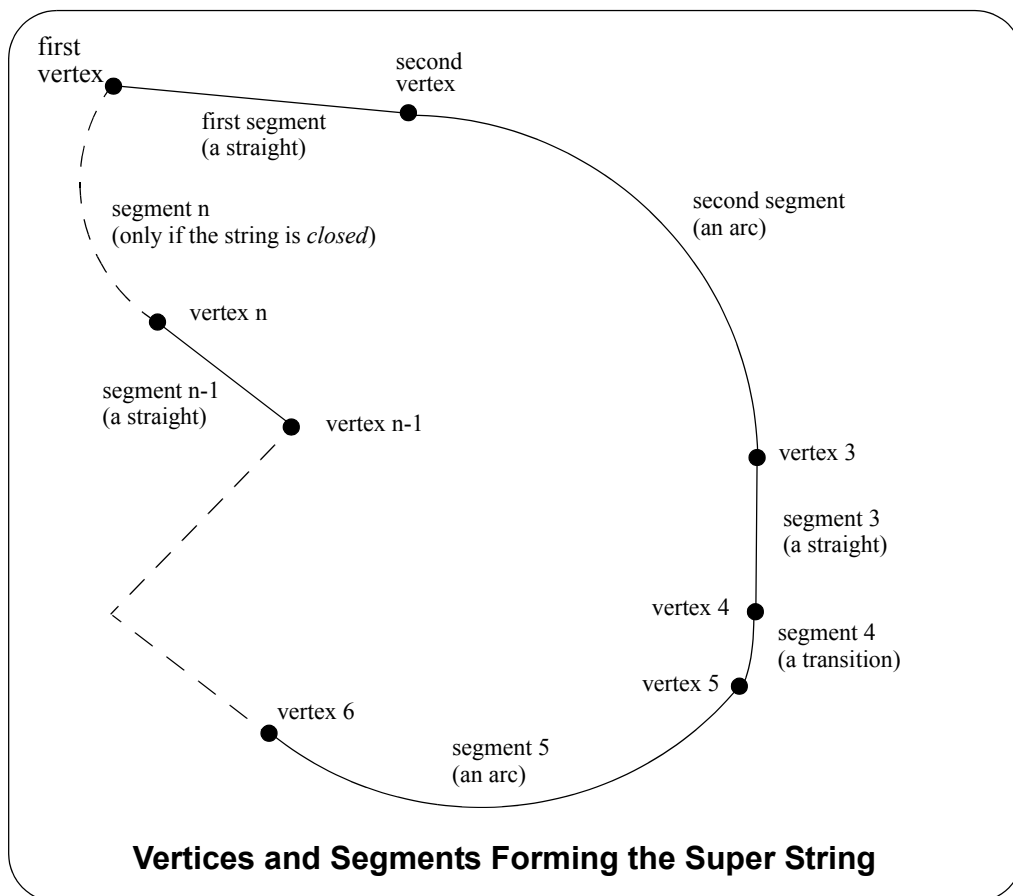 first
vertex
second
vertex
first segment
(a straight)
second segment
(an arc)
segment n
(only if the string is closed)
vertex n
segment n-1
(a straight)
vertex n-1
vertex 3
segment 3
(a straight)
vertex 4
segment 4
(a transition)
vertex 5
vertex 6
segment 5
(an arc)
Vertices and Segments Forming the Super String